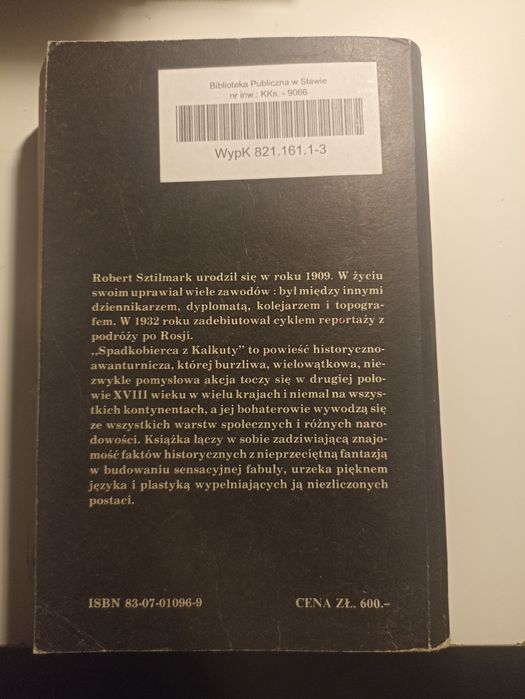 Biblioteka Publiczna w Sławie
nr inw.: KKs. - 9066
WypK 821.161.1-3
Robert Sztilmark urodził się w roku 1909. W życiu
swoim uprawiał wiele zawodów : był między innymi
dziennikarzem, dyplomatą, kolejarzem i topogra-
fem. W 1932 roku zadebiutował cyklem reportaży z
podróży po Rosji.
„Spadkobierca z Kalkuty" to powieść historyczno-
awanturnicza, której burzliwa, wielowątkowa, nie-
zwykle pomysłowa akcja toczy się w drugiej poło-
wie XVIII wieku w wielu krajach i niemal na wszys-
tkich kontynentach, a jej bohaterowie wywodzą się
ze wszystkich warstw społecznych i różnych naro-
dowości. Książka łączy w sobie zadziwiającą znajo-
mość faktów historycznych z nieprzeciętną fantazją
w budowaniu sensacyjnej fabuły, urzeka pięknem
języka i plastyką wypełniających ją niezliczonych
postaci.
ISBN 83-07-01096-9 CENA ZŁ. 600.-